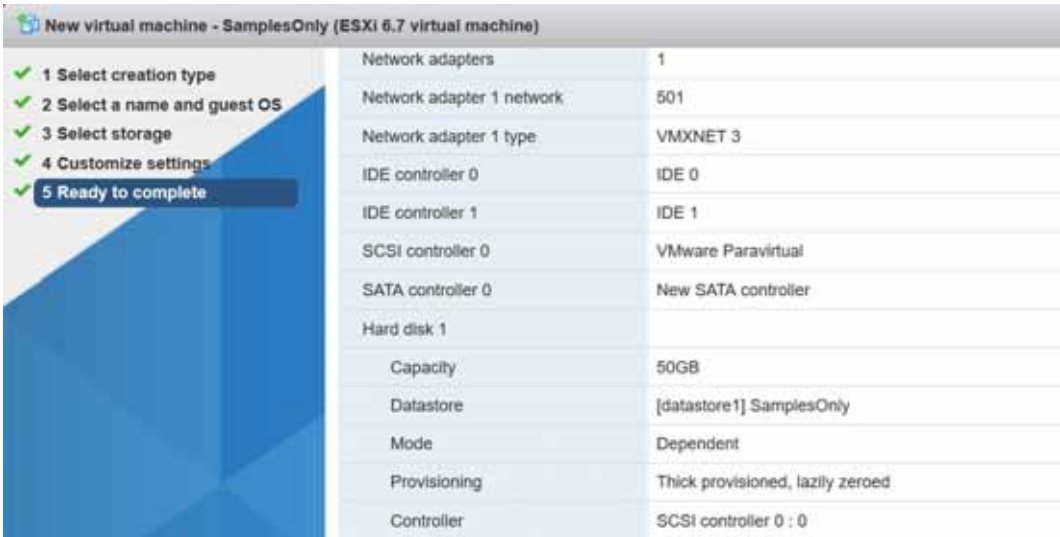 New virtual machine - SamplesOnly (ESXi 6.7 virtual machine)
1 Select creation type
2 Select a name and guest OS
3 Select storage
4 Customize settings
5 Ready to complete
Network adapters 1
Network adapter 1 network 501
Network adapter 1 type VMXNET 3
IDE controller 0 IDE 0
IDE controller 1 IDE 1
SCSI controller 0 VMware Paravirtual
SATA controller 0 New SATA controller
Hard disk 1
Capacity 50GB
Datastore [datastore1] SamplesOnly
Mode Dependent
Provisioning Thick provisioned, lazily zeroed
Controller SCSI controller 0 : 0